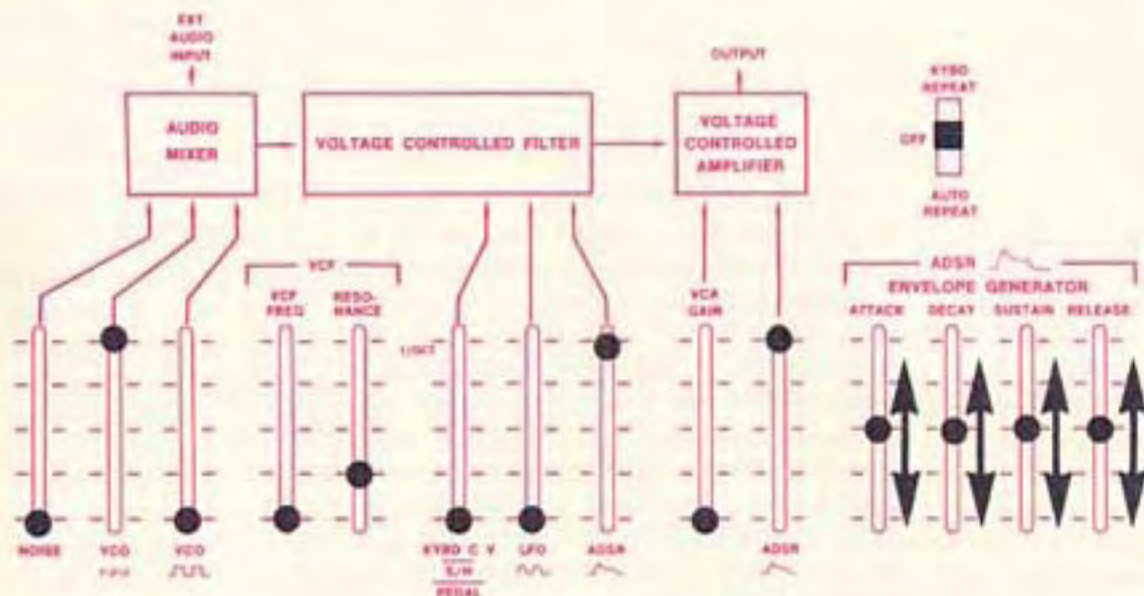 EXT
AUDIO
INPUT
AUDIO
MIXER
VOLTAGE CONTROLLED FILTER
OUTPUT
VOLTAGE
CONTROLLED
AMPLIFIER
KYBD
REPEAT
OFF
AUTO
REPEAT
VCF
VCF
FREQ
RESO-
NANCE
1/OCT
VCA
GAIN
ADSR
ENVELOPE GENERATOR
ATTACK
DECAY
SUSTAIN
RELEASE
NOISE
VCO
VCO
KYBD C V
S/H
PEDAL
LFO
ADSR
ADSR